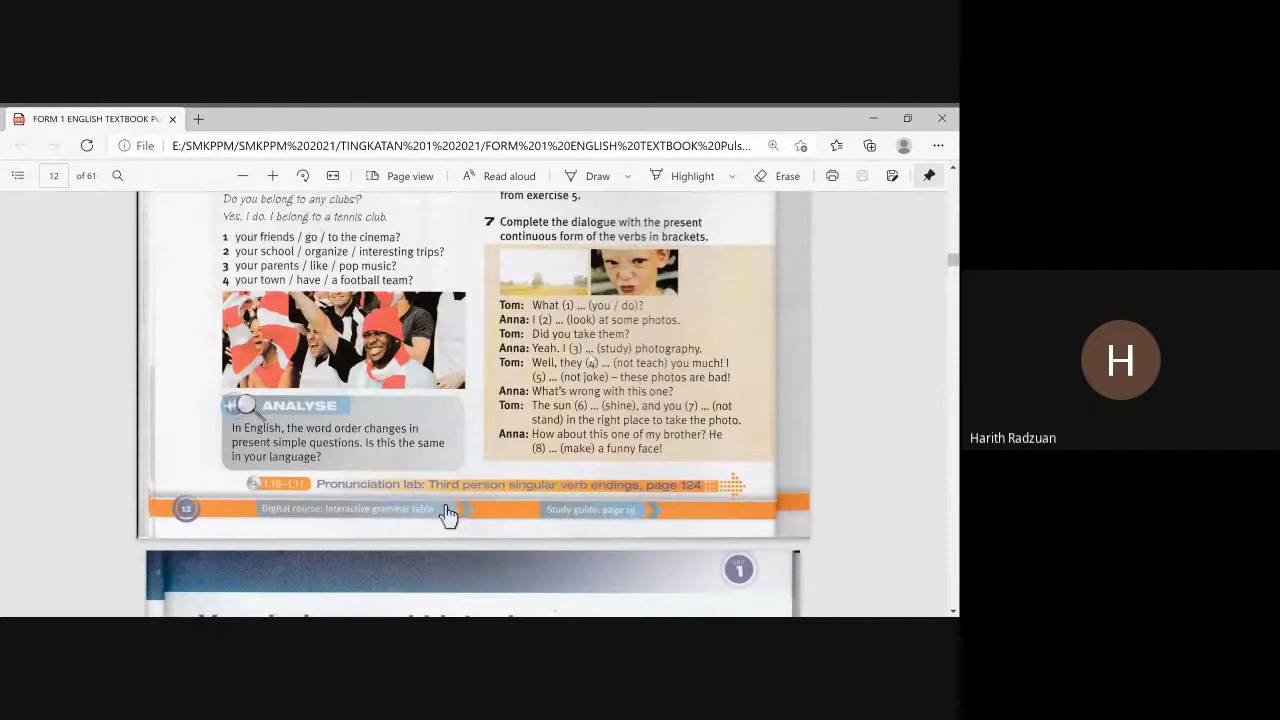 FORM 1 ENGLISH TEXTBOOK Pu
File
E:/SMKPPM/SMKPPM%202021/TINGKATAN%201%202021/FORM%201%20ENGLISH%20TEXTBOOK%20Puls...
12 of 61
Page view
Read aloud
Draw
Highlight
Erase
Do you belong to any clubs?
Yes, I do. I belong to a tennis club.
1 your friends / go / to the cinema?
2 your school / organize / interesting trips?
3 your parents / like / pop music?
4 your town / have / a football team?
ANALYSE
In English, the word order changes in
present simple questions. Is this the same
in your language?
from exercise 5.
7 Complete the dialogue with the present
continuous form of the verbs in brackets.
Tom: What (1) ... (you / do)?
Anna: I (2) ... (look) at some photos.
Tom: Did you take them?
Anna: Yeah. I (3) ... (study) photography.
Tom: Well, they (4) ... (not teach) you much! I
(5) ... (not joke) – these photos are bad!
Anna: What's wrong with this one?
Tom: The sun (6) ... (shine), and you (7) ... (not
stand) in the right place to take the photo.
Anna: How about this one of my brother? He
(8) ... (make) a funny face!
1.10–1.11 Pronunciation lab: Third person singular verb endings, page 124
12
Digital course: Interactive grammar table
Study guide: page 19
UNIT
1
H
Harith Radzuan